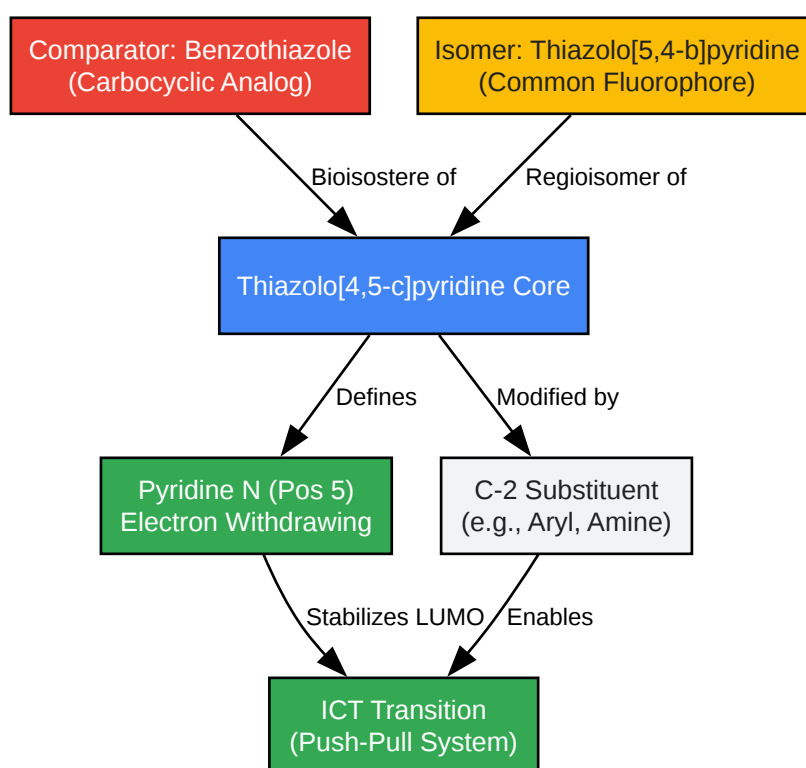 Comparator: Benzothiazole
(Carbocyclic Analog)
Isomer: Thiazolo[5,4-b]pyridine
(Common Fluorophore)
Bioisostere of
Regioisomer of
Thiazolo[4,5-c]pyridine Core
Defines
Modified by
Pyridine N (Pos 5)
Electron Withdrawing
C-2 Substituent
(e.g., Aryl, Amine)
Stabilizes LUMO
Enables
ICT Transition
(Push-Pull System)